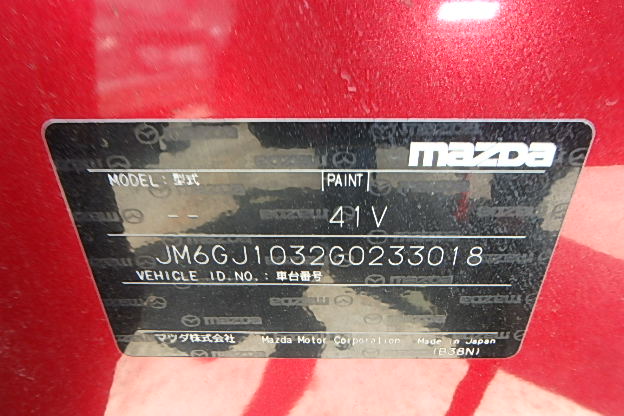 mazDa
MODEL: 型式 PAINT
-- 41V
JM6GJ1032G0233018
VEHICLE ID.NO.: 車台番号
マツダ株式会社 Mazda Motor Corporation Made in Japan
(B38N)